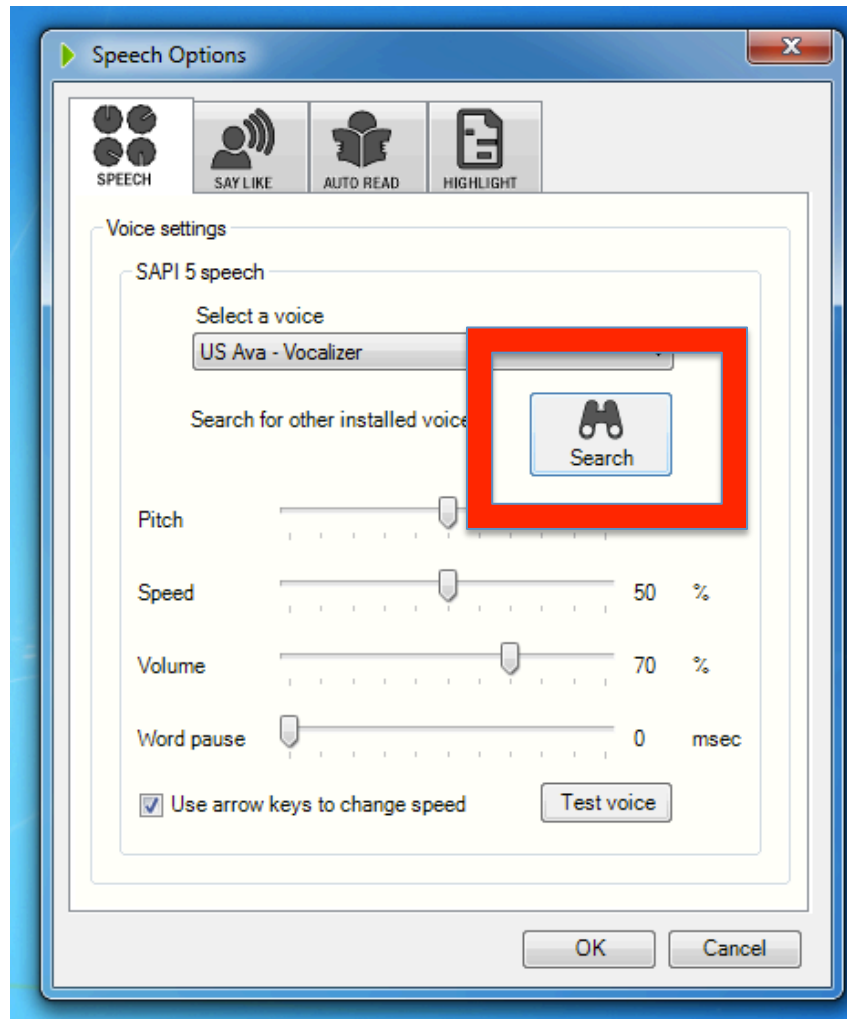 Speech Options
SPEECH SAY LIKE AUTO READ HIGHLIGHT
Voice settings
SAPI 5 speech
Select a voice
US Ava - Vocalizer
Search for other installed voice
Search
Pitch
Speed 50 %
Volume 70 %
Word pause 0 msec
Use arrow keys to change speed Test voice
OK Cancel